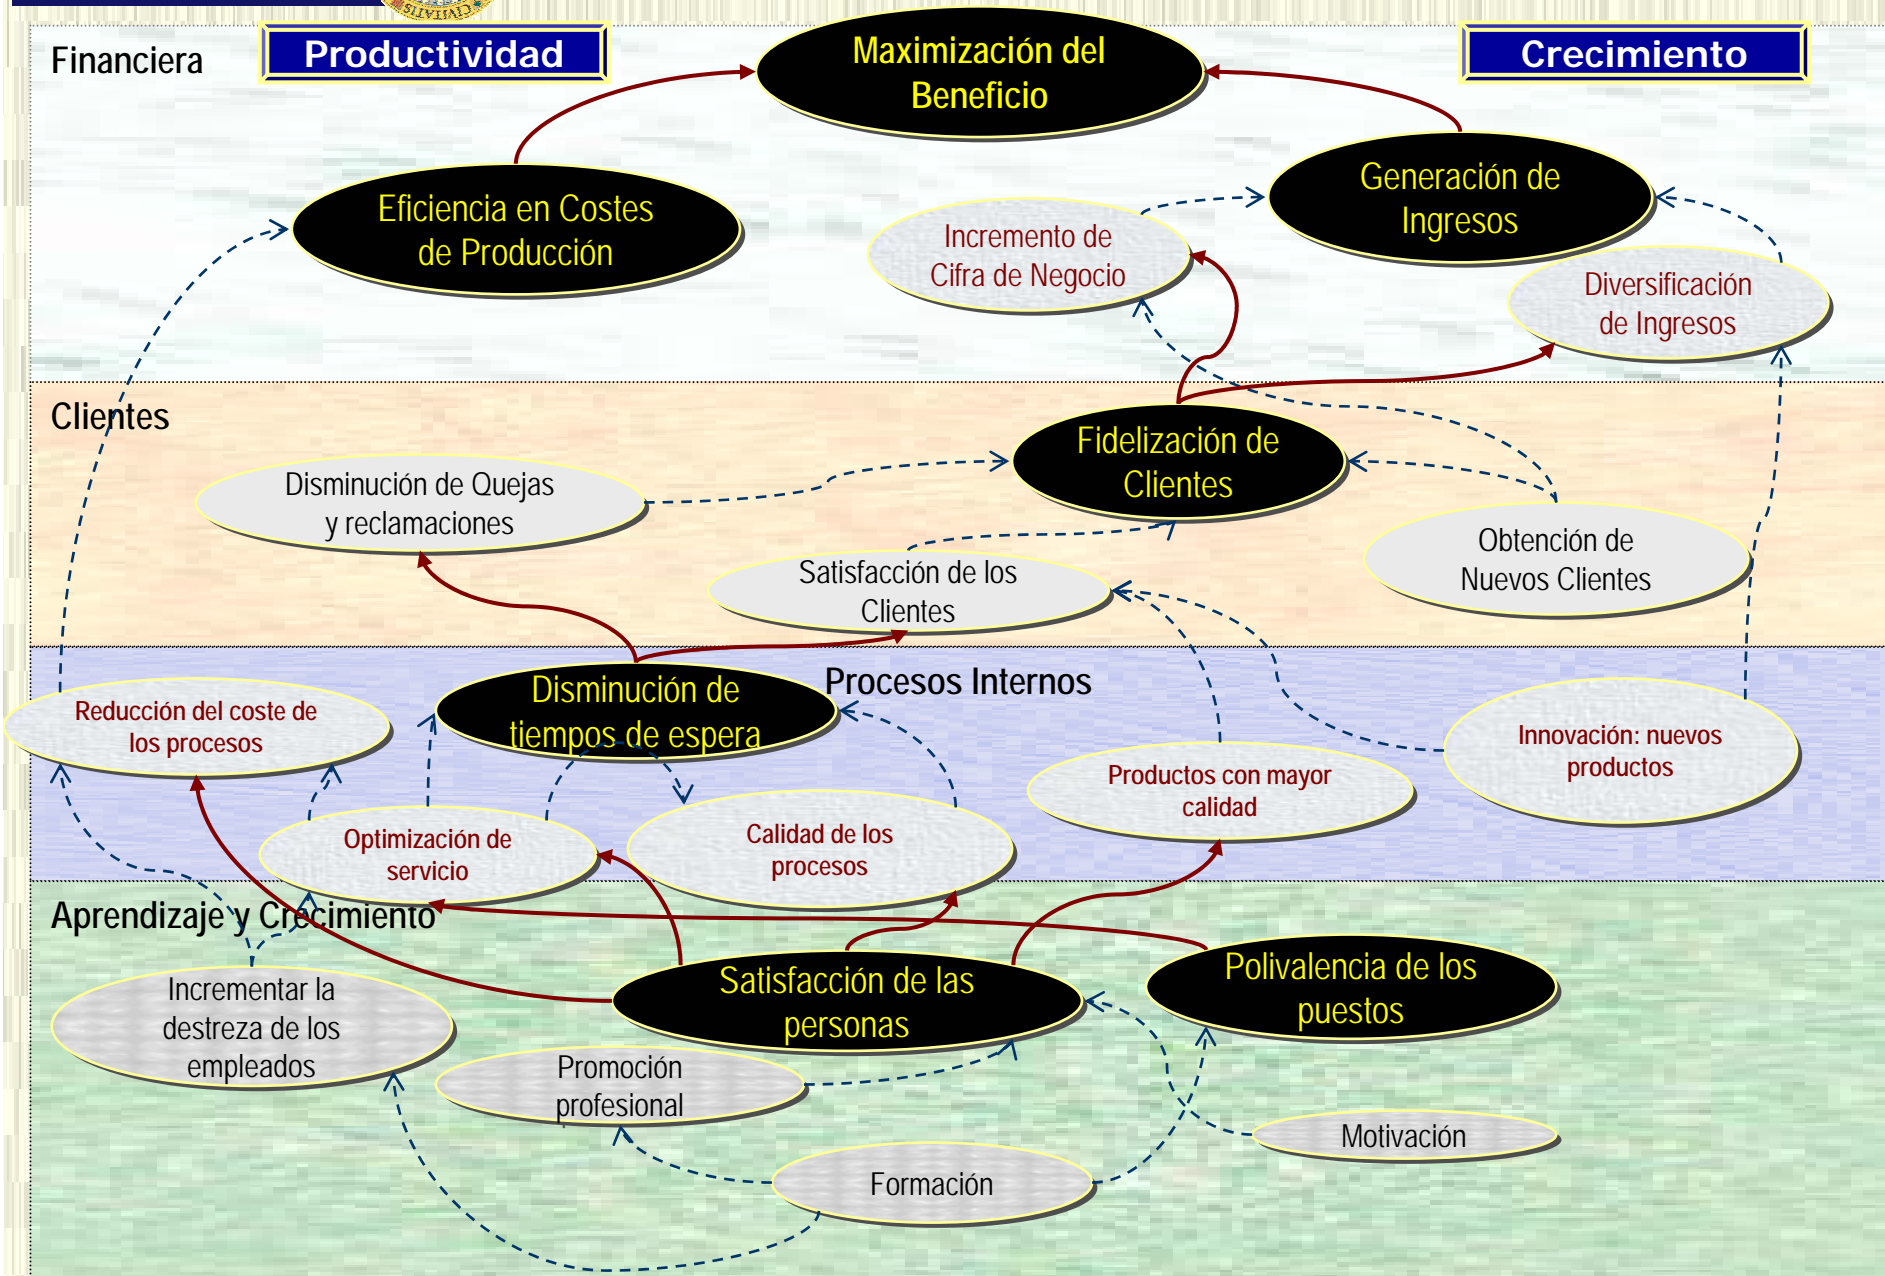 CIVITATIS
Financiera
Productividad
Maximización del
Beneficio
Crecimiento
Eficiencia en Costes
de Producción
Incremento de
Cifra de Negocio
Generación de
Ingresos
Diversificación
de Ingresos
Clientes
Disminución de Quejas
y reclamaciones
Fidelización de
Clientes
Satisfacción de los
Clientes
Obtención de
Nuevos Clientes
Procesos Internos
Reducción del coste de
los procesos
Disminución de
tiempos de espera
Productos con mayor
calidad
Innovación: nuevos
productos
Optimización de
servicio
Calidad de los
procesos
Aprendizaje y Crecimiento
Incrementar la
destreza de los
empleados
Satisfacción de las
personas
Polivalencia de los
puestos
Promoción
profesional
Motivación
Formación